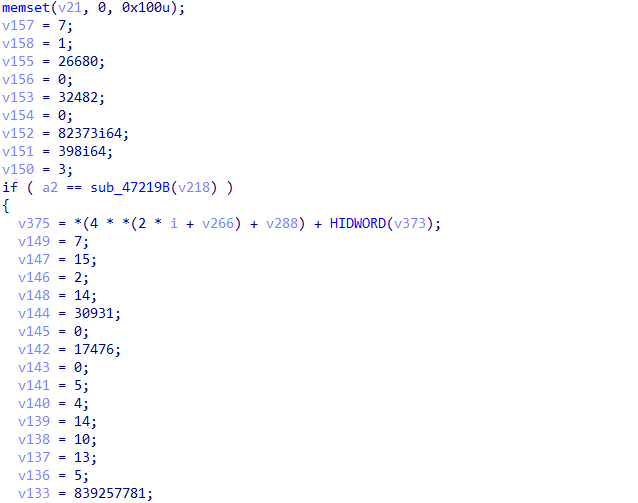 memset(v21, 0, 0x100u);
v157 = 7;
v158 = 1;
v155 = 26680;
v156 = 0;
v153 = 32482;
v154 = 0;
v152 = 82373i64;
v151 = 398i64;
v150 = 3;
if ( a2 == sub_47219B(v218) )
{
v375 = *(4 * *(2 * i + v266) + v288) + HIDWORD(v373);
v149 = 7;
v147 = 15;
v146 = 2;
v148 = 14;
v144 = 30931;
v145 = 0;
v142 = 17476;
v143 = 0;
v141 = 5;
v140 = 4;
v139 = 14;
v138 = 10;
v137 = 13;
v136 = 5;
v133 = 839257781;